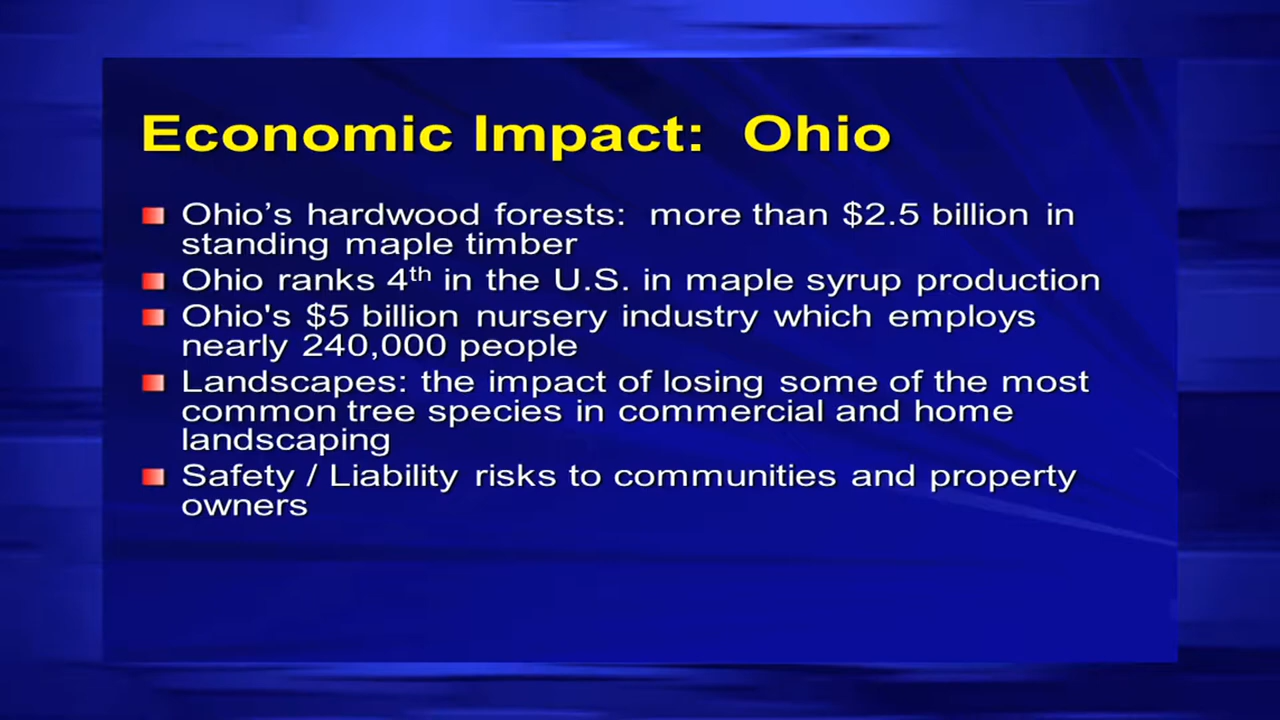 Economic Impact:  Ohio
Ohio’s hardwood forests:  more than $2.5 billion in
standing maple timber
Ohio ranks 4th in the U.S. in maple syrup production
Ohio's $5 billion nursery industry which employs
nearly 240,000 people
Landscapes: the impact of losing some of the most
common tree species in commercial and home
landscaping
Safety / Liability risks to communities and property
owners